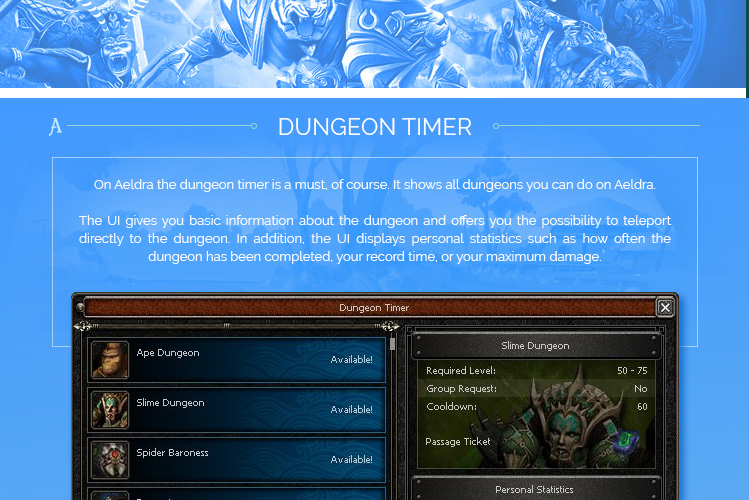 A
DUNGEON TIMER
On Aeldra the dungeon timer is a must, of course. It shows all dungeons you can do on Aeldra.
The UI gives you basic information about the dungeon and offers you the possibility to teleport
directly to the dungeon. In addition, the UI displays personal statistics such as how often the
dungeon has been completed, your record time, or your maximum damage.
Dungeon Timer
Ape Dungeon
Available!
Slime Dungeon
Available!
Spider Baroness
Available!
Slime Dungeon
Required Level: 50 - 75
Group Request: No
Cooldown: 60
Passage Ticket
Personal Statistics